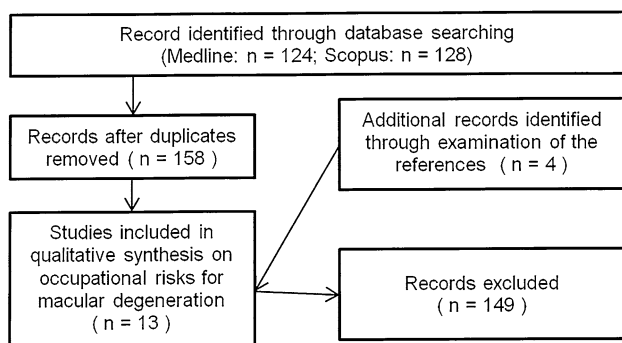 Record identified through database searching
(Medline: n = 124; Scopus: n = 128)
Records after duplicates
removed ( n = 158 )
Additional records identified
through examination of the
references ( n = 4 )
Studies included in
qualitative synthesis on
occupational risks for
macular degeneration
( n = 13 )
Records excluded
( n = 149 )